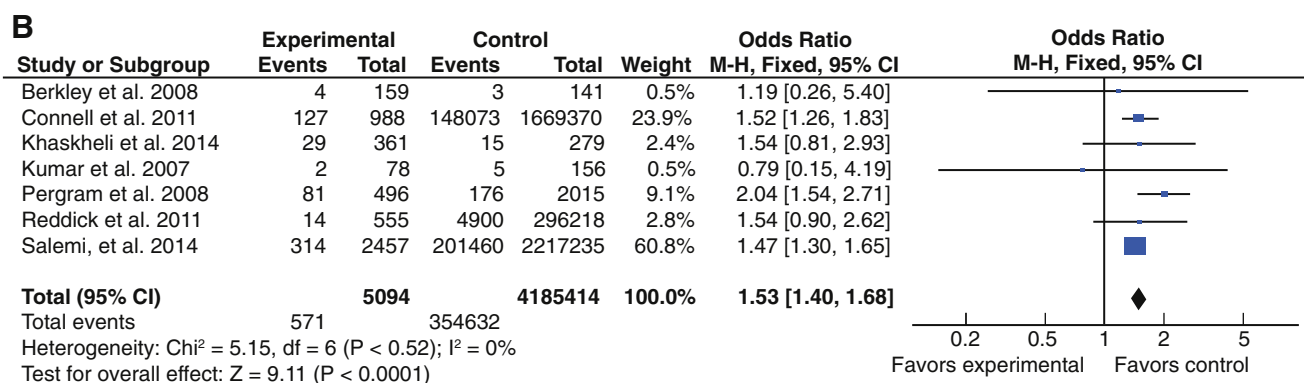 B
Experimental Control Odds Ratio Odds Ratio
Study or Subgroup Events Total Events Total Weight M-H, Fixed, 95% CI M-H, Fixed, 95% CI
Berkley et al. 2008 4 159 3 141 0.5% 1.19 [0.26, 5.40]
Connell et al. 2011 127 988 148073 1669370 23.9% 1.52 [1.26, 1.83]
Khaskheli et al. 2014 29 361 15 279 2.4% 1.54 [0.81, 2.93]
Kumar et al. 2007 2 78 5 156 0.5% 0.79 [0.15, 4.19]
Pergram et al. 2008 81 496 176 2015 9.1% 2.04 [1.54, 2.71]
Reddick et al. 2011 14 555 4900 296218 2.8% 1.54 [0.90, 2.62]
Salemi, et al. 2014 314 2457 201460 2217235 60.8% 1.47 [1.30, 1.65]
Total (95% CI) 5094 4185414 100.0% 1.53 [1.40, 1.68]
Total events 571 354632
Heterogeneity: Chi² = 5.15, df = 6 (P < 0.52); I² = 0%
Test for overall effect: Z = 9.11 (P < 0.0001)
0.2 0.5 1 2 5
Favors experimental Favors control